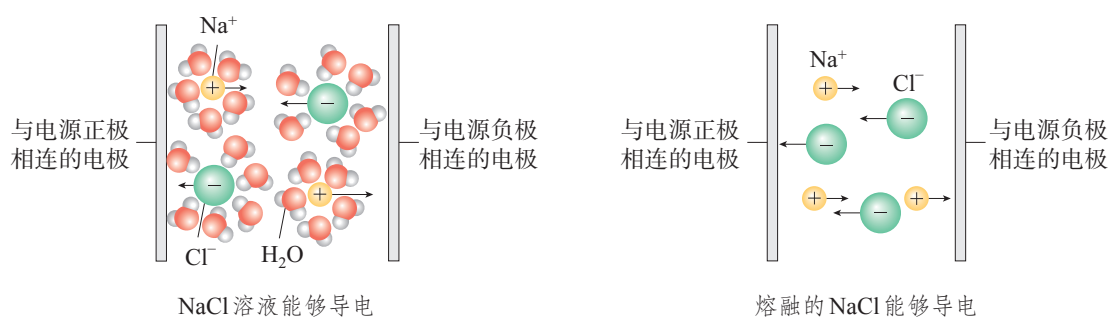 Na⁺
与电源正极
相连的电极
与电源负极
相连的电极
Cl⁻
H₂O
NaCl溶液能够导电
Na⁺
Cl⁻
与电源正极
相连的电极
与电源负极
相连的电极
熔融的NaCl能够导电